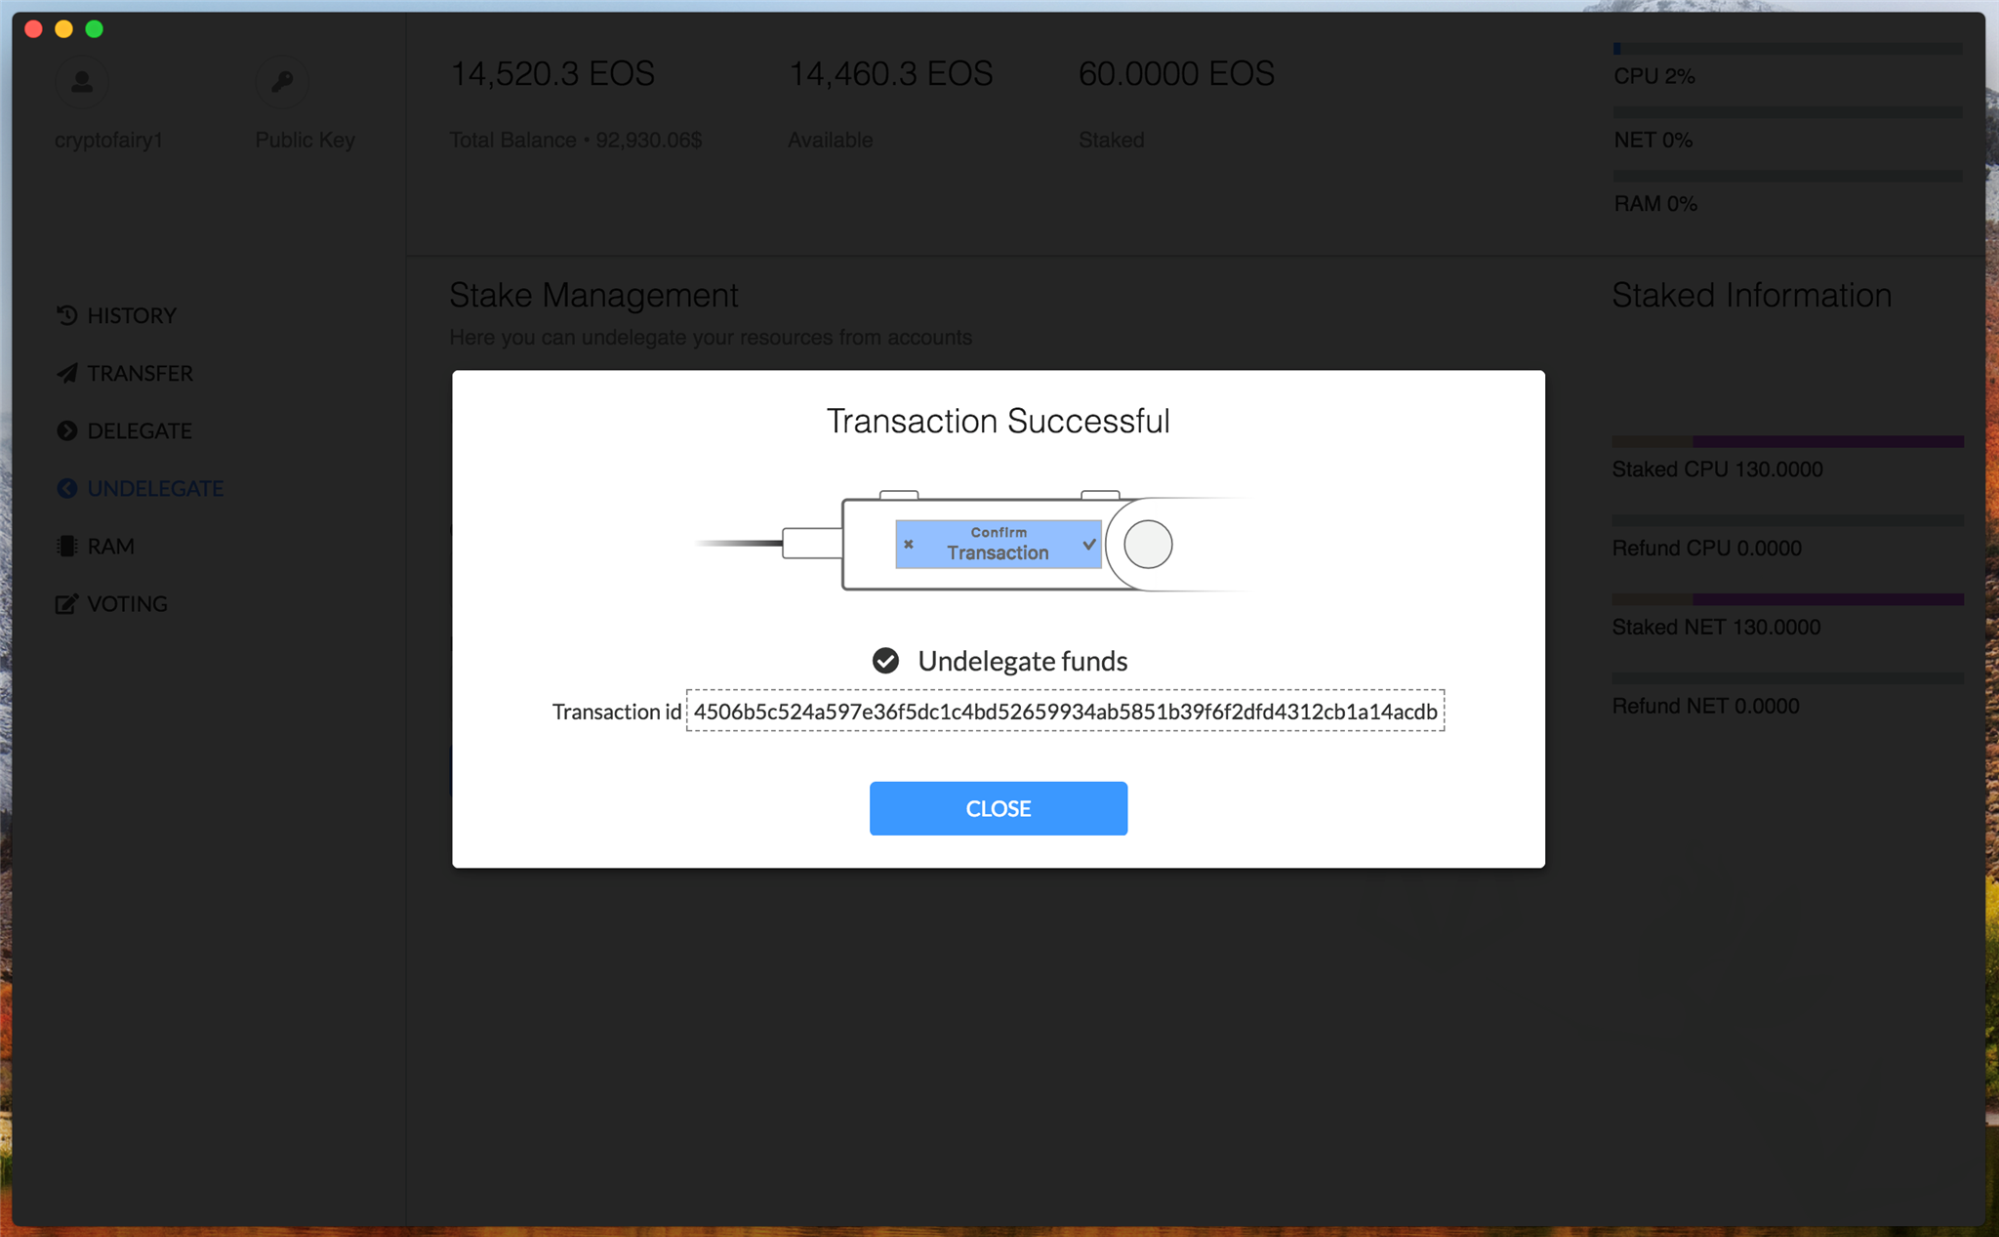 cryptofairy1
Public Key
14,520.3 EOS
Total Balance • 92,930.06$
14,460.3 EOS
Available
60.0000 EOS
Staked
CPU 2%
NET 0%
RAM 0%
HISTORY
TRANSFER
DELEGATE
UNDELEGATE
RAM
VOTING
Stake Management
Here you can undelegate your resources from accounts
Transaction Successful
Confirm
Transaction
Undelegate funds
Transaction id 4506b5c524a597e36f5dc1c4bd52659934ab5851b39f6f2dfd4312cb1a14acdb
CLOSE
Staked Information
Staked CPU 130.0000
Refund CPU 0.0000
Staked NET 130.0000
Refund NET 0.0000